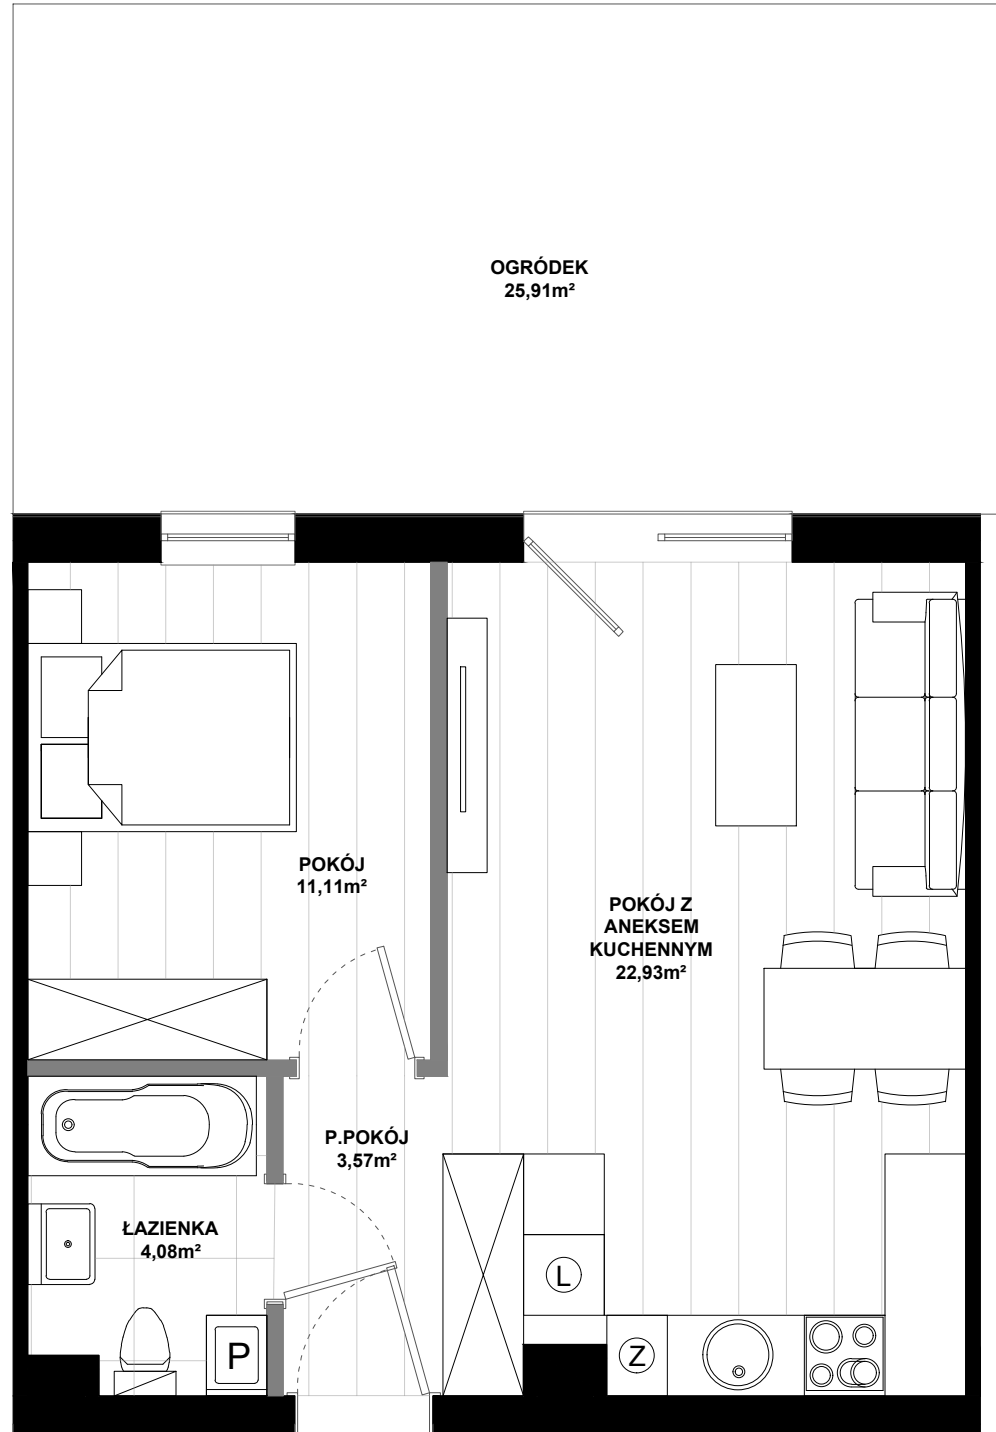 OGRÓDEK
25,91m²
POKÓJ
11,11m²
POKÓJ Z
ANEKSEM
KUCHENNYM
22,93m²
P.POKÓJ
3,57m²
ŁAZIENKA
4,08m²
L
P
Z